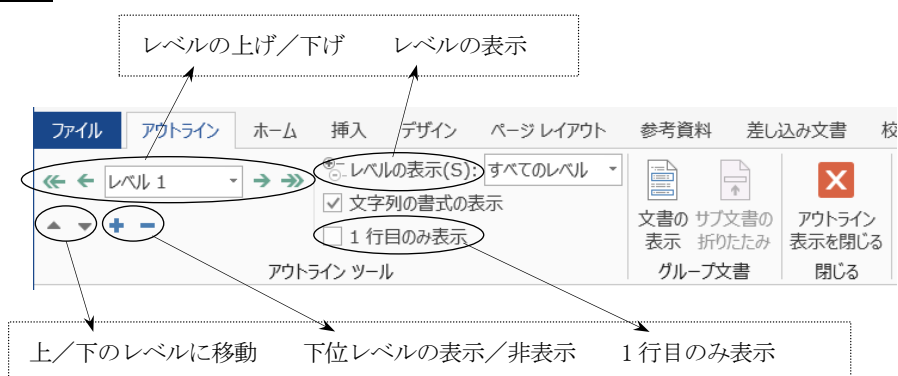 レベルの上げ／下げ　　レベルの表示
ファイル　アウトライン　ホーム　挿入　デザイン　ページ レイアウト　参考資料　差し込み文書　校
レベル 1　レベルの表示(S):　すべてのレベル
文字列の書式の表示
1 行目のみ表示
文書の表示　サブ文書の折りたたみ　アウトライン表示を閉じる
アウトライン ツール　グループ文書　閉じる
上／下のレベルに移動　　下位レベルの表示／非表示　　1 行目のみ表示